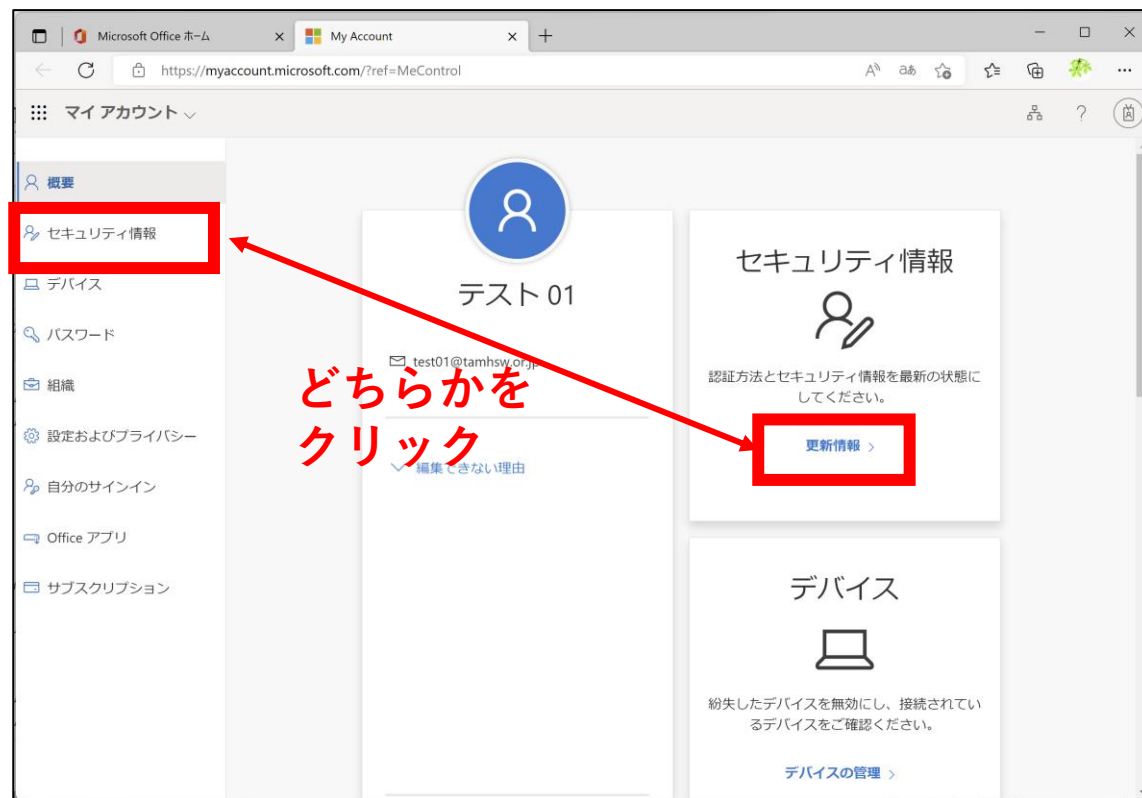 Microsoft Office ホーム
My Account
https://myaccount.microsoft.com/?ref=MeControl
マイ アカウント
概要
セキュリティ情報
デバイス
パスワード
組織
設定およびプライバシー
自分のサインイン
Office アプリ
サブスクリプション
テスト 01
test01@tamhsw.or.jp
どちらかを
クリック
編集できない理由
セキュリティ情報
認証方法とセキュリティ情報を最新の状態に
してください。
更新情報 >
デバイス
紛失したデバイスを無効にし、接続されてい
るデバイスをご確認ください。
デバイスの管理 >